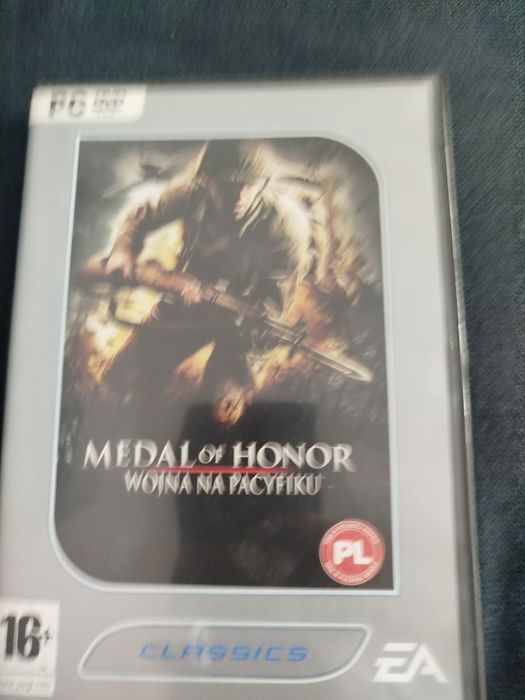 PC DVD
MEDAL OF HONOR
WOJNA NA PACYFIKU
PL
16+
CLASSICS
EA